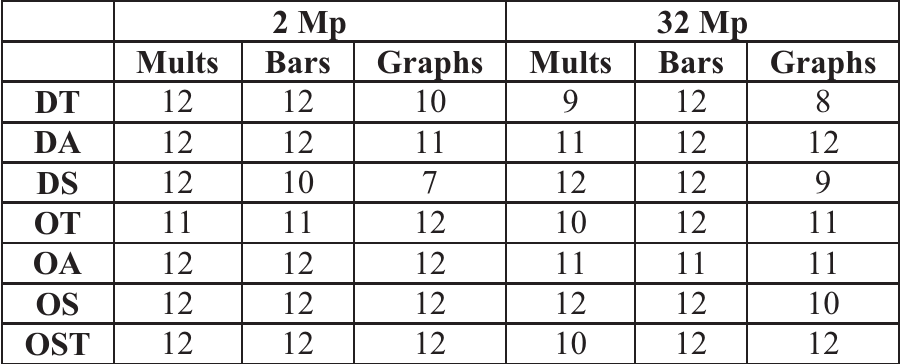 2 Mp 32 Mp
Mults Bars Graphs Mults Bars Graphs
DT 12 12 10 9 12 8
DA 12 12 11 11 12 12
DS 12 10 7 12 12 9
OT 11 11 12 10 12 11
OA 12 12 12 11 11 11
OS 12 12 12 12 12 10
OST 12 12 12 10 12 12